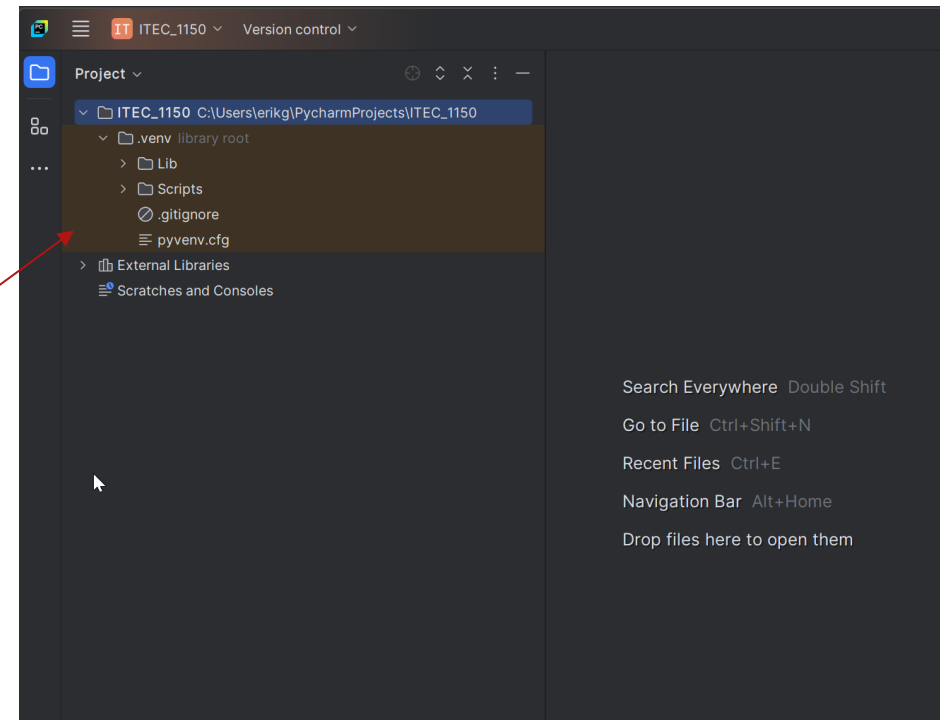 PC
IT ITEC_1150 Version control
Project
ITEC_1150 C:\Users\erikg\PycharmProjects\ITEC_1150
.venv library root
Lib
Scripts
.gitignore
pyvenv.cfg
External Libraries
Scratches and Consoles
Search Everywhere Double Shift
Go to File Ctrl+Shift+N
Recent Files Ctrl+E
Navigation Bar Alt+Home
Drop files here to open them